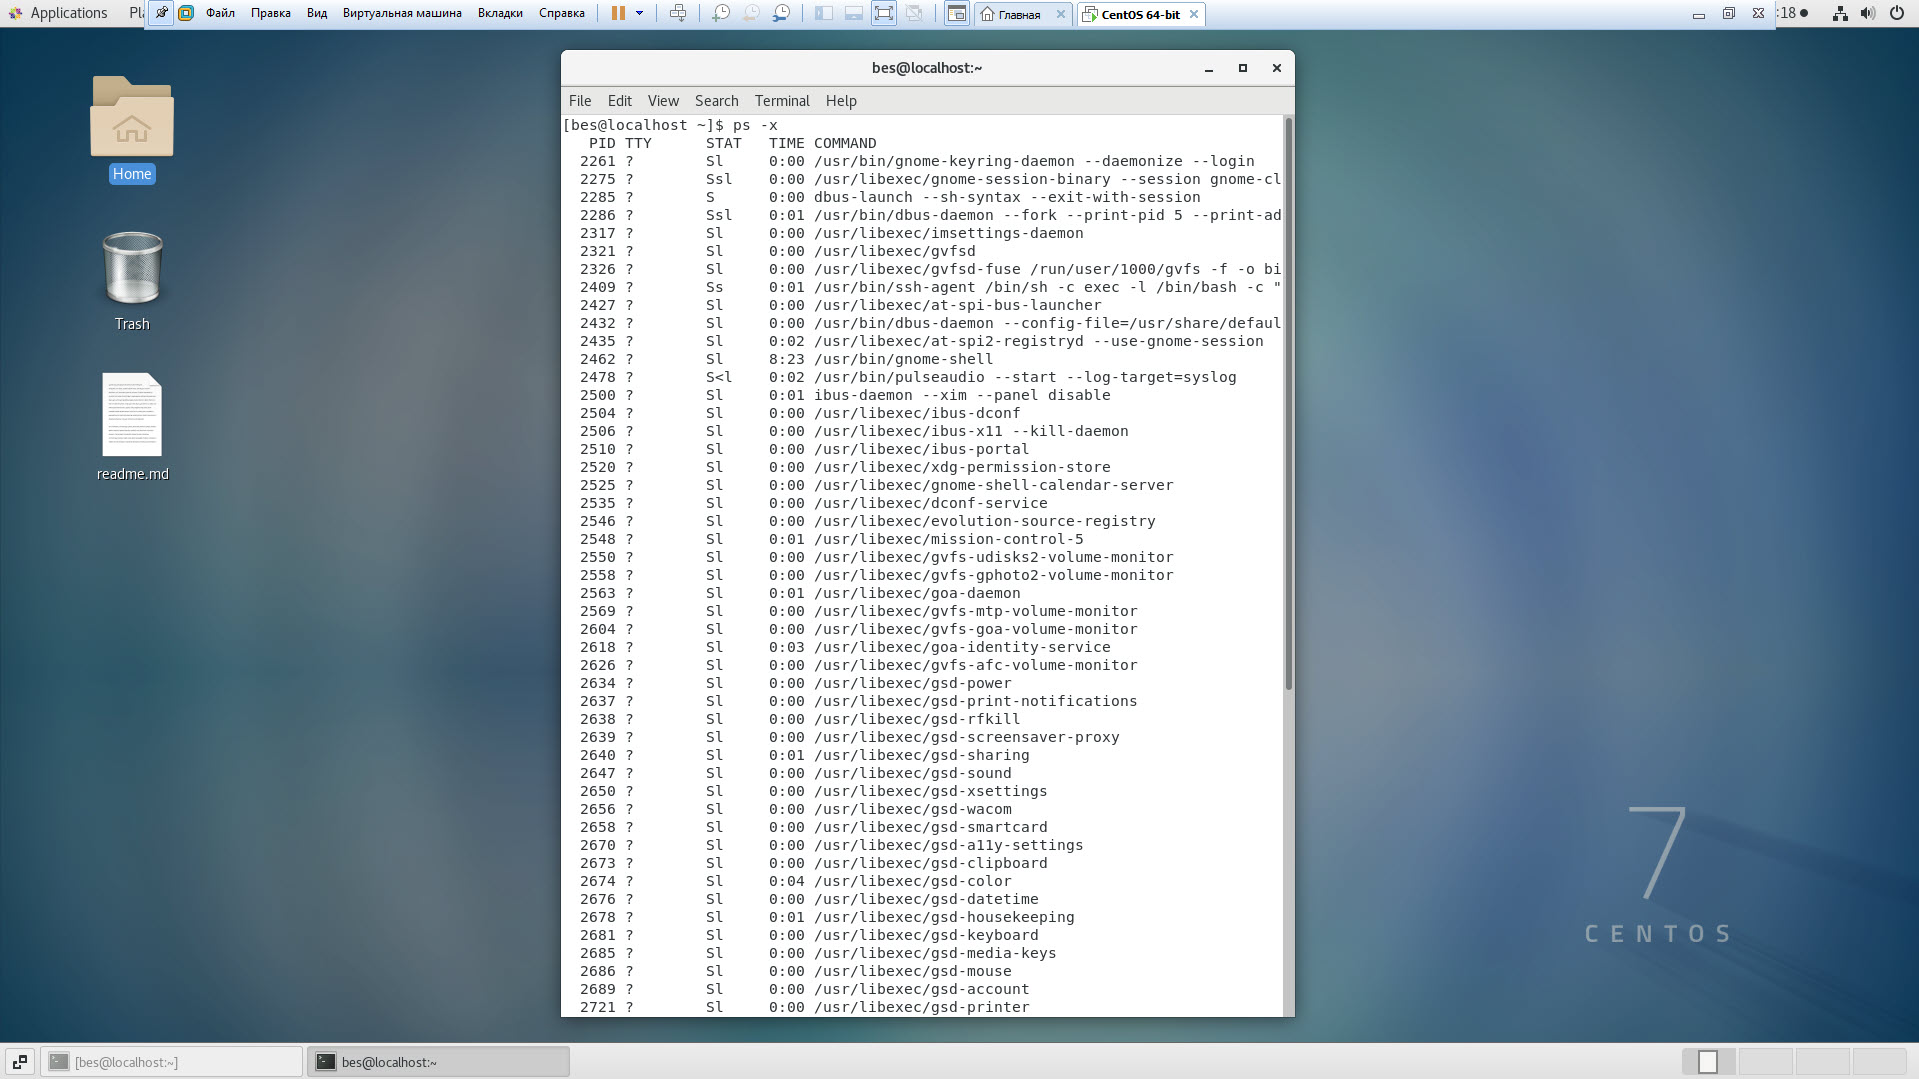 Applications
Файл Правка Вид Виртуальная машина Вкладки Справка
Главная
CentOS 64-bit
:18
Home
Trash
readme.md
bes@localhost:~
File Edit View Search Terminal Help
[bes@localhost ~]$ ps -x
PID TTY STAT TIME COMMAND
2261 ? Sl 0:00 /usr/bin/gnome-keyring-daemon --daemonize --login
2275 ? Ssl 0:00 /usr/libexec/gnome-session-binary --session gnome-cl
2285 ? S 0:00 dbus-launch --sh-syntax --exit-with-session
2286 ? Ssl 0:01 /usr/bin/dbus-daemon --fork --print-pid 5 --print-ad
2317 ? Sl 0:00 /usr/libexec/imsettings-daemon
2321 ? Sl 0:00 /usr/libexec/gvfsd
2326 ? Sl 0:00 /usr/libexec/gvfsd-fuse /run/user/1000/gvfs -f -o bi
2409 ? Ss 0:01 /usr/bin/ssh-agent /bin/sh -c exec -l /bin/bash -c "
2427 ? Sl 0:00 /usr/libexec/at-spi-bus-launcher
2432 ? Sl 0:00 /usr/bin/dbus-daemon --config-file=/usr/share/defaul
2435 ? Sl 0:02 /usr/libexec/at-spi2-registryd --use-gnome-session
2462 ? Sl 8:23 /usr/bin/gnome-shell
2478 ? S<l 0:02 /usr/bin/pulseaudio --start --log-target=syslog
2500 ? Sl 0:01 ibus-daemon --xim --panel disable
2504 ? Sl 0:00 /usr/libexec/ibus-dconf
2506 ? Sl 0:00 /usr/libexec/ibus-x11 --kill-daemon
2510 ? Sl 0:00 /usr/libexec/ibus-portal
2520 ? Sl 0:00 /usr/libexec/xdg-permission-store
2525 ? Sl 0:00 /usr/libexec/gnome-shell-calendar-server
2535 ? Sl 0:00 /usr/libexec/dconf-service
2546 ? Sl 0:00 /usr/libexec/evolution-source-registry
2548 ? Sl 0:01 /usr/libexec/mission-control-5
2550 ? Sl 0:00 /usr/libexec/gvfs-udisks2-volume-monitor
2558 ? Sl 0:00 /usr/libexec/gvfs-gphoto2-volume-monitor
2563 ? Sl 0:01 /usr/libexec/goa-daemon
2569 ? Sl 0:00 /usr/libexec/gvfs-mtp-volume-monitor
2604 ? Sl 0:00 /usr/libexec/gvfs-goa-volume-monitor
2618 ? Sl 0:03 /usr/libexec/goa-identity-service
2626 ? Sl 0:00 /usr/libexec/gvfs-afc-volume-monitor
2634 ? Sl 0:00 /usr/libexec/gsd-power
2637 ? Sl 0:00 /usr/libexec/gsd-print-notifications
2638 ? Sl 0:00 /usr/libexec/gsd-rfkill
2639 ? Sl 0:00 /usr/libexec/gsd-screensaver-proxy
2640 ? Sl 0:01 /usr/libexec/gsd-sharing
2647 ? Sl 0:00 /usr/libexec/gsd-sound
2650 ? Sl 0:00 /usr/libexec/gsd-xsettings
2656 ? Sl 0:00 /usr/libexec/gsd-wacom
2658 ? Sl 0:00 /usr/libexec/gsd-smartcard
2670 ? Sl 0:00 /usr/libexec/gsd-a11y-settings
2673 ? Sl 0:00 /usr/libexec/gsd-clipboard
2674 ? Sl 0:04 /usr/libexec/gsd-color
2676 ? Sl 0:00 /usr/libexec/gsd-datetime
2678 ? Sl 0:01 /usr/libexec/gsd-housekeeping
2681 ? Sl 0:00 /usr/libexec/gsd-keyboard
2685 ? Sl 0:00 /usr/libexec/gsd-media-keys
2686 ? Sl 0:00 /usr/libexec/gsd-mouse
2689 ? Sl 0:00 /usr/libexec/gsd-account
2721 ? Sl 0:00 /usr/libexec/gsd-printer
7
CENTOS
[bes@localhost:~]
bes@localhost:~